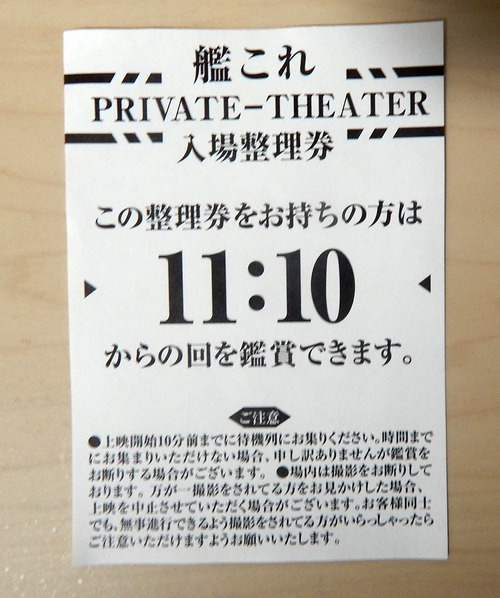 艦これ
PRIVATE-THEATER
入場整理券
この整理券をお持ちの方は
11:10
からの回を鑑賞できます。
ご注意
●上映開始10分前までに待機列にお集りください。時間まで
にお集まりいただけない場合、申し訳ありませんが鑑賞を
お断りする場合がございます。 ●場内は撮影をお断りして
おります。万が一撮影をされてる方をお見かけした場合、
上映を中止させていただく場合がございます。お客様同士
でも、無事進行できるよう撮影をされてる方がいらっしゃったら
ご注意いただけますようお願いいたします。